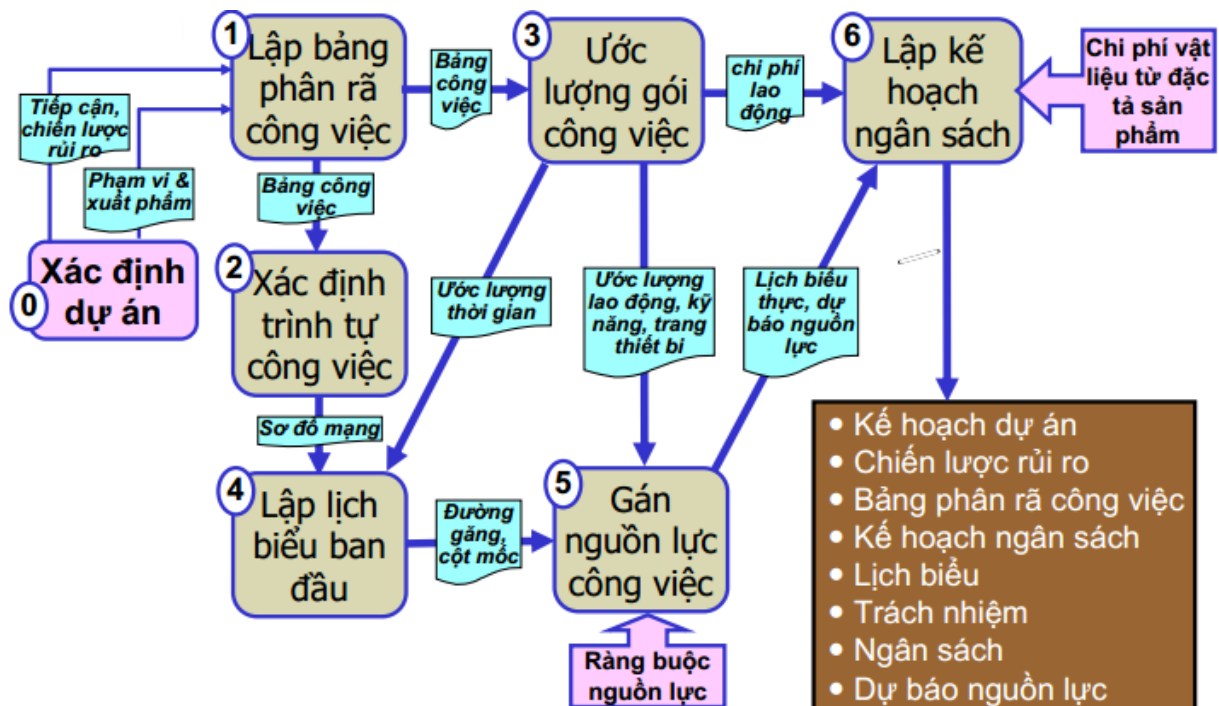 1
Lập bảng
phân rã
công việc
Bảng
công
việc
3
Ước
lượng gói
công việc
chi phí
lao
động
6
Lập kế
hoạch
ngân sách
Chi phí vật
liệu từ đặc
tả sản
phẩm
Tiếp cận,
chiến lược
rủi ro
Phạm vi &
xuất phẩm
Bảng công
việc
0
Xác định
dự án
2
Xác định
trình tự
công việc
Ước lượng
thời gian
Ước lượng
lao động, kỹ
năng, trang
thiết bi
Lịch biểu
thực, dự
báo nguồn
lực
Sơ đồ mạng
4
Lập lịch
biểu ban
đầu
Đường
găng,
cột mốc
5
Gán
nguồn lực
công việc
Ràng buộc
nguồn lực
• Kế hoạch dự án
• Chiến lược rủi ro
• Bảng phân rã công việc
• Kế hoạch ngân sách
• Lịch biểu
• Trách nhiệm
• Ngân sách
• Dự báo nguồn lực